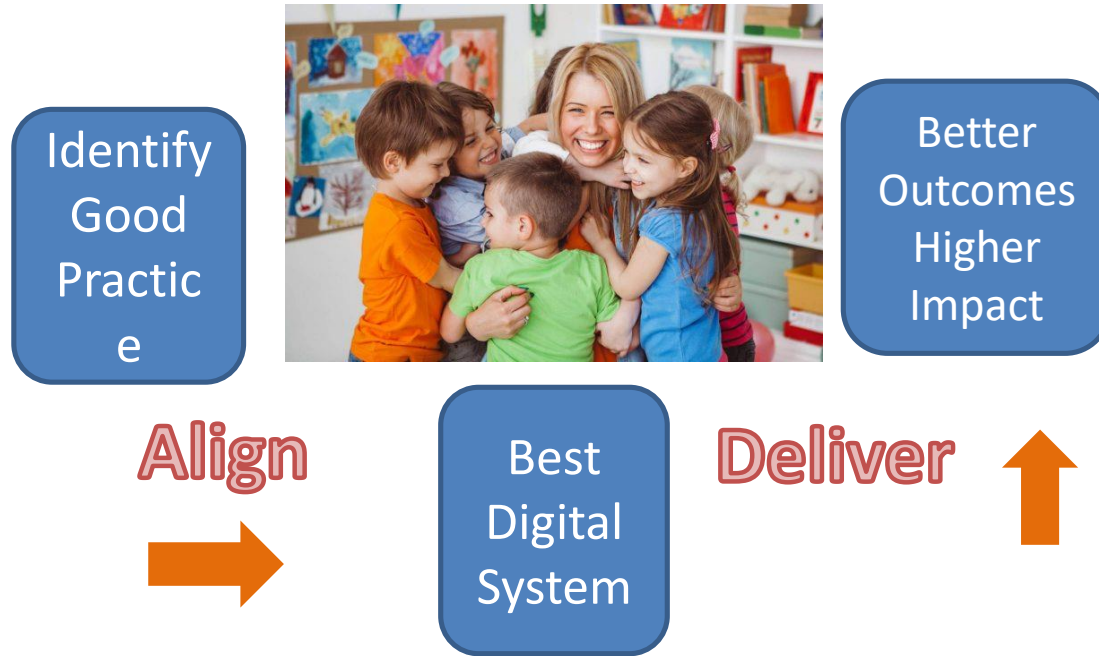 Identify
Good
Practic
e
Align
Best
Digital
System
Deliver
Better
Outcomes
Higher
Impact